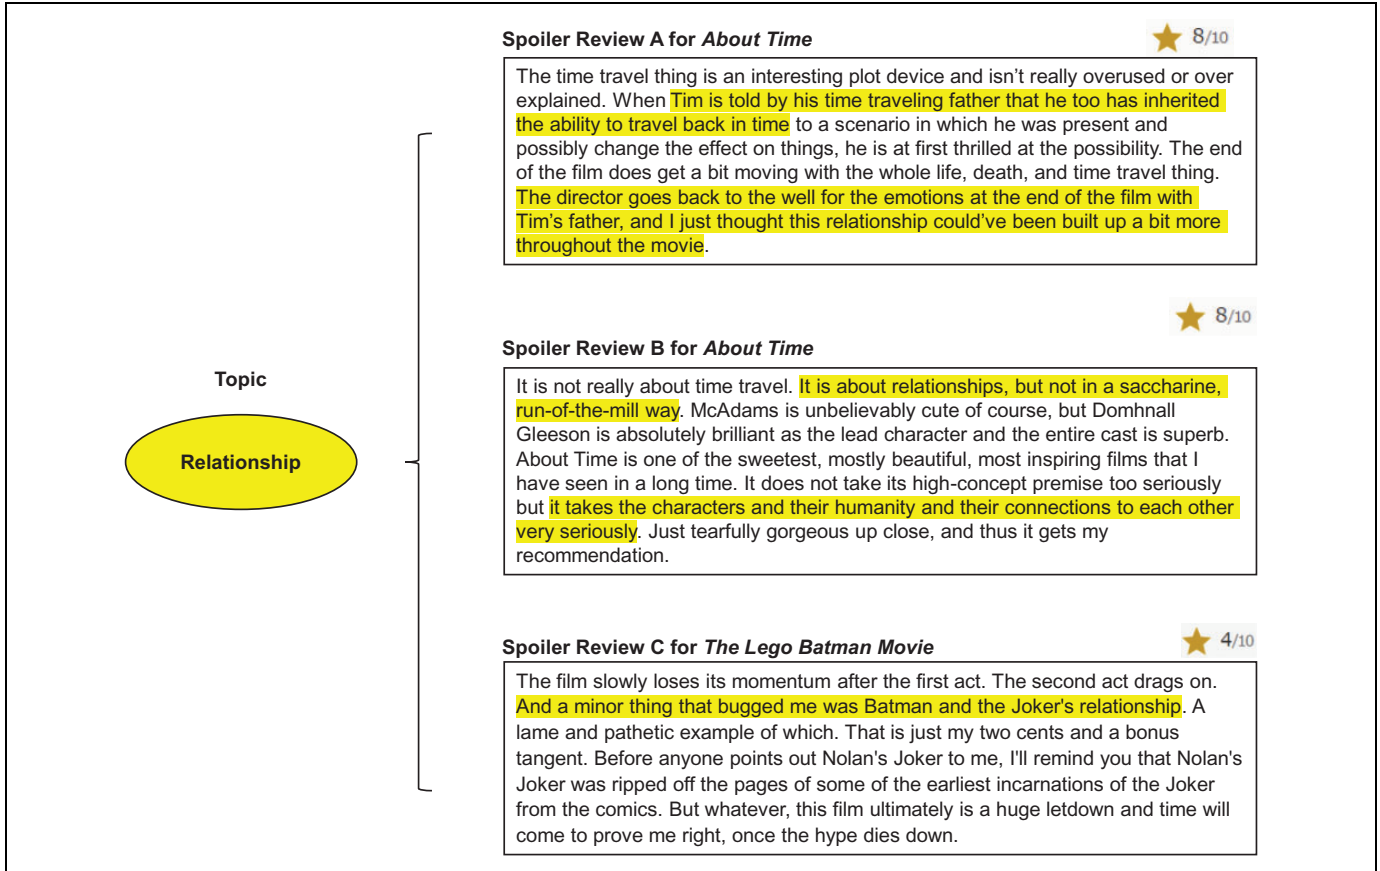 Spoiler Review A for About Time
8/10
The time travel thing is an interesting plot device and isn't really overused or over
explained. When Tim is told by his time traveling father that he too has inherited
the ability to travel back in time to a scenario in which he was present and
possibly change the effect on things, he is at first thrilled at the possibility. The end
of the film does get a bit moving with the whole life, death, and time travel thing.
The director goes back to the well for the emotions at the end of the film with
Tim's father, and I just thought this relationship could've been built up a bit more
throughout the movie.
8/10
Spoiler Review B for About Time
Topic
Relationship
It is not really about time travel. It is about relationships, but not in a saccharine,
run-of-the-mill way. McAdams is unbelievably cute of course, but Domhnall
Gleeson is absolutely brilliant as the lead character and the entire cast is superb.
About Time is one of the sweetest, mostly beautiful, most inspiring films that I
have seen in a long time. It does not take its high-concept premise too seriously
but it takes the characters and their humanity and their connections to each other
very seriously. Just tearfully gorgeous up close, and thus it gets my
recommendation.
Spoiler Review C for The Lego Batman Movie
4/10
The film slowly loses its momentum after the first act. The second act drags on.
And a minor thing that bugged me was Batman and the Joker's relationship. A
lame and pathetic example of which. That is just my two cents and a bonus
tangent. Before anyone points out Nolan's Joker to me, I'll remind you that Nolan's
Joker was ripped off the pages of some of the earliest incarnations of the Joker
from the comics. But whatever, this film ultimately is a huge letdown and time will
come to prove me right, once the hype dies down.